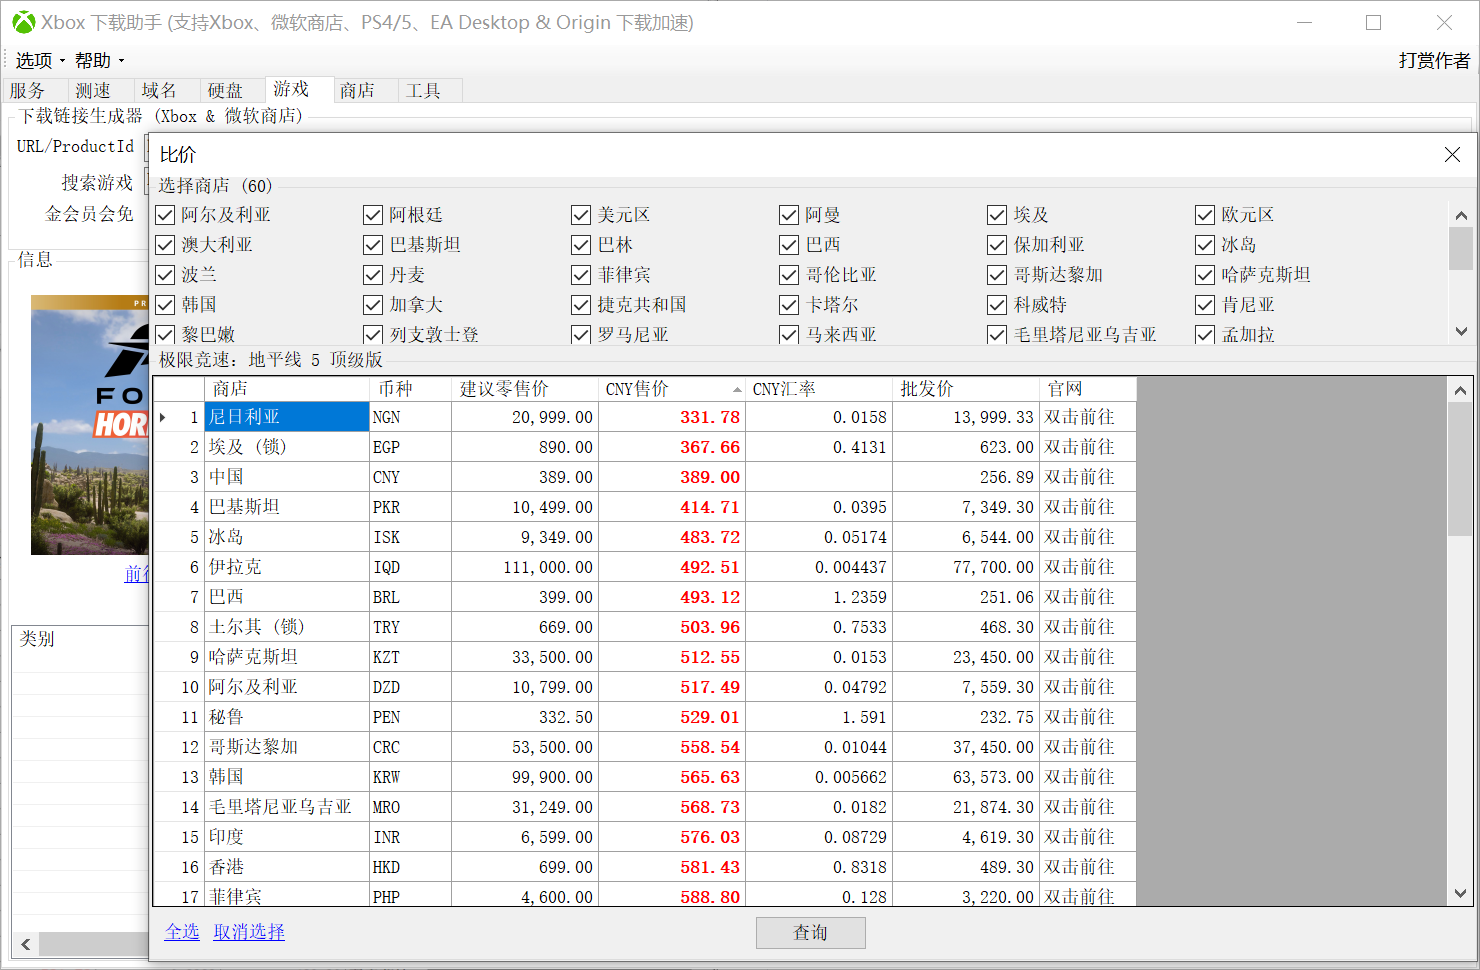 Xbox 下载助手 (支持Xbox、微软商店、PS4/5、EA Desktop & Origin 下载加速)
选项 帮助 打赏作者
服务 测速 域名 硬盘 游戏 商店 工具
下载链接生成器 (Xbox & 微软商店)
URL/ProductId
搜索游戏
金会员会免
信息
FO
HOR
前往
类别
比价
选择商店 (60)
阿尔及利亚 阿根廷 美元区 阿曼 埃及 欧元区
澳大利亚 巴基斯坦 巴林 巴西 保加利亚 冰岛
波兰 丹麦 菲律宾 哥伦比亚 哥斯达黎加 哈萨克斯坦
韩国 加拿大 捷克共和国 卡塔尔 科威特 肯尼亚
黎巴嫩 列支敦士登 罗马尼亚 马来西亚 毛里塔尼亚乌吉亚 孟加拉
极限竞速: 地平线 5 顶级版
商店 币种 建议零售价 CNY售价 CNY汇率 批发价 官网
1 尼日利亚 NGN 20,999.00 331.78 0.0158 13,999.33 双击前往
2 埃及 (锁) EGP 890.00 367.66 0.4131 623.00 双击前往
3 中国 CNY 389.00 389.00 256.89 双击前往
4 巴基斯坦 PKR 10,499.00 414.71 0.0395 7,349.30 双击前往
5 冰岛 ISK 9,349.00 483.72 0.05174 6,544.00 双击前往
6 伊拉克 IQD 111,000.00 492.51 0.004437 77,700.00 双击前往
7 巴西 BRL 399.00 493.12 1.2359 251.06 双击前往
8 土尔其 (锁) TRY 669.00 503.96 0.7533 468.30 双击前往
9 哈萨克斯坦 KZT 33,500.00 512.55 0.0153 23,450.00 双击前往
10 阿尔及利亚 DZD 10,799.00 517.49 0.04792 7,559.30 双击前往
11 秘鲁 PEN 332.50 529.01 1.591 232.75 双击前往
12 哥斯达黎加 CRC 53,500.00 558.54 0.01044 37,450.00 双击前往
13 韩国 KRW 99,900.00 565.63 0.005662 63,573.00 双击前往
14 毛里塔尼亚乌吉亚 MRO 31,249.00 568.73 0.0182 21,874.30 双击前往
15 印度 INR 6,599.00 576.03 0.08729 4,619.30 双击前往
16 香港 HKD 699.00 581.43 0.8318 489.30 双击前往
17 菲律宾 PHP 4,600.00 588.80 0.128 3,220.00 双击前往
全选 取消选择 查询